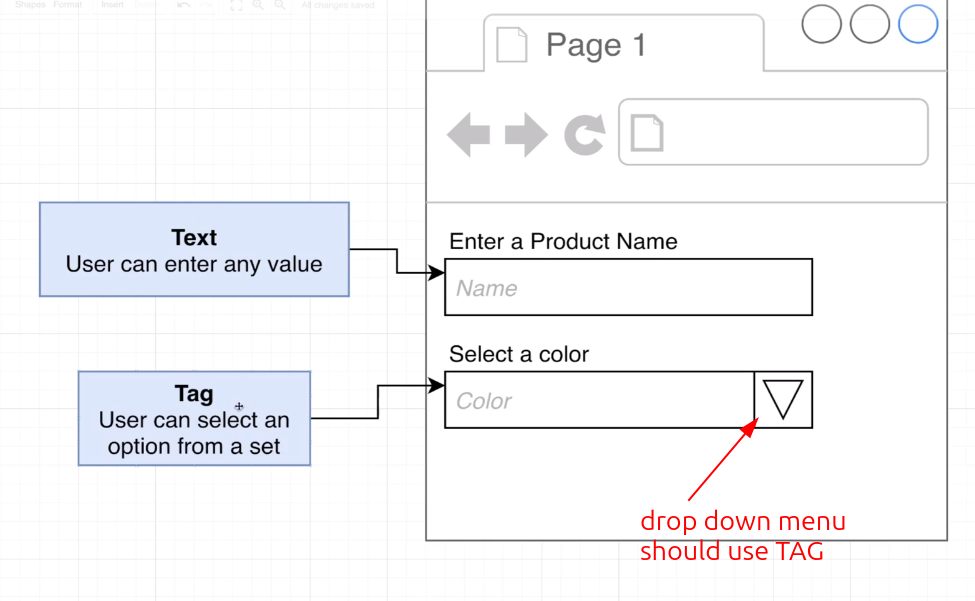 Shapes Format Insert
All changes saved
Page 1
Text
User can enter any value
Enter a Product Name
Name
Select a color
Color
Tag
User can select an
option from a set
drop down menu
should use TAG